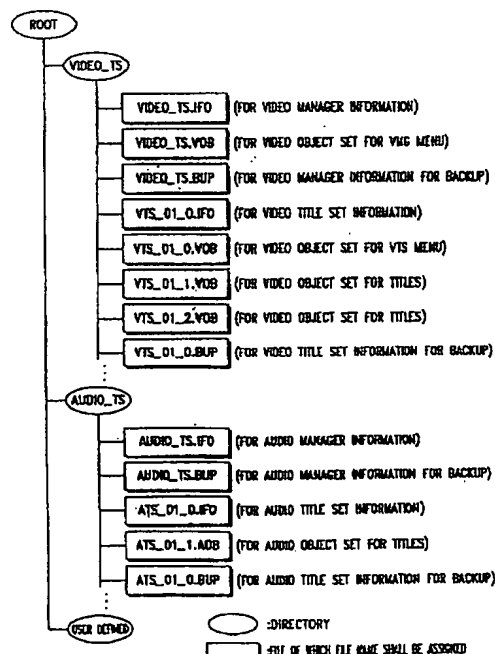 ROOT
VIDEO_TS
VIDEO_TS.IFO (FOR VIDEO MANAGER INFORMATION)
VIDEO_TS.VOB (FOR VIDEO OBJECT SET FOR VMG MENU)
VIDEO_TS.BUP (FOR VIDEO MANAGER INFORMATION FOR BACKUP)
VTS_01_0.IFO (FOR VIDEO TITLE SET INFORMATION)
VTS_01_0.VOB (FOR VIDEO OBJECT SET FOR VTS MENU)
VTS_01_1.VOB (FOR VIDEO OBJECT SET FOR TITLES)
VTS_01_2.VOB (FOR VIDEO OBJECT SET FOR TITLES)
VTS_01_0.BUP (FOR VIDEO TITLE SET INFORMATION FOR BACKUP)
AUDIO_TS
AUDIO_TS.IFO (FOR AUDIO MANAGER INFORMATION)
AUDIO_TS.BUP (FOR AUDIO MANAGER INFORMATION FOR BACKUP)
ATS_01_0.IFO (FOR AUDIO TITLE SET INFORMATION)
ATS_01_1.AOB (FOR AUDIO OBJECT SET FOR TITLES)
ATS_01_0.BUP (FOR AUDIO TITLE SET INFORMATION FOR BACKUP)
USER DEFINED
:DIRECTORY
:FILE OF WHICH FILE NAME SHALL BE ASSIGNED